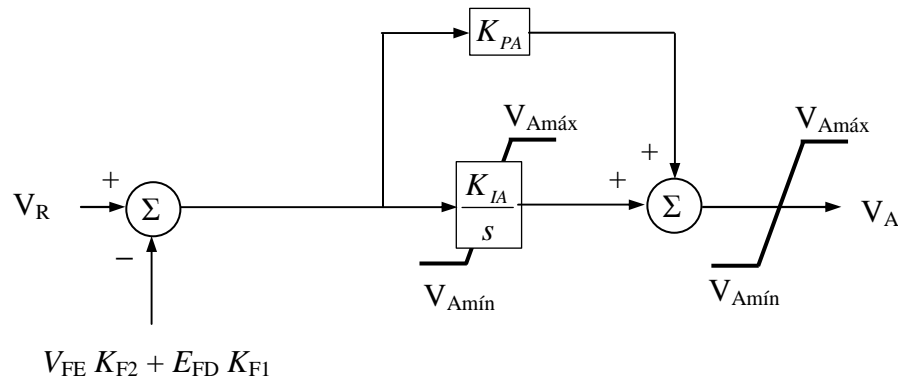 K_PA
V_Amáx
V_Amáx
+
+
+
V_R
Σ
K_IA
s
Σ
V_A
−
V_Amín
V_Amín
V_FE K_F2 + E_FD K_F1